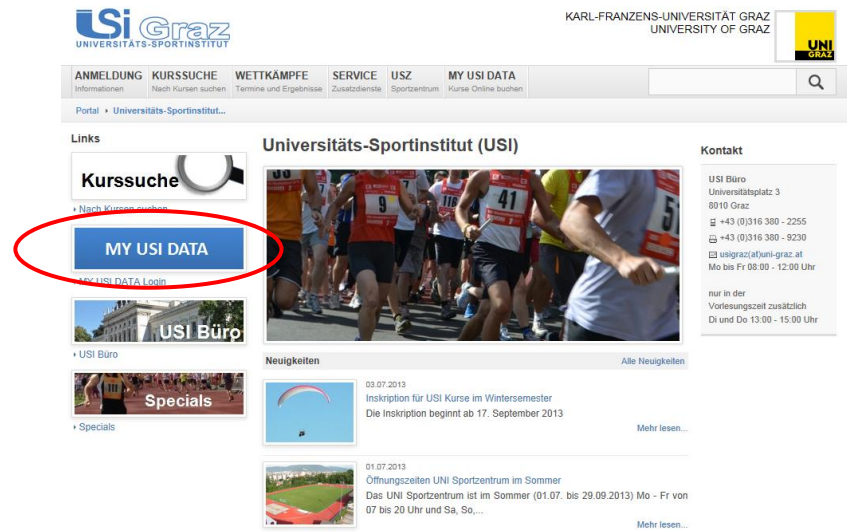 USi Graz
UNIVERSITÄTS-SPORTINSTITUT
KARL-FRANZENS-UNIVERSITÄT GRAZ
UNIVERSITY OF GRAZ
UNI
GRAZ
ANMELDUNG KURSSUCHE WETTKÄMPFE SERVICE USZ MY USI DATA
Informationen Nach Kursen suchen Termine und Ergebnisse Zusatzdienste Sportzentrum Kurse Online buchen
Portal › Universitäts-Sportinstitut...
Links
Kurssuche
Nach Kursen suchen
MY USI DATA
MY USI DATA Login
USI Büro
USI Büro
Specials
Specials
Universitäts-Sportinstitut (USI)
9
116
41
5
Neuigkeiten Alle Neuigkeiten
03.07.2013
Inskription für USI Kurse im Wintersemester
Die Inskription beginnt ab 17. September 2013
Mehr lesen...
01.07.2013
Öffnungszeiten UNI Sportzentrum im Sommer
Das UNI Sportzentrum ist im Sommer (01.07. bis 29.09.2013) Mo - Fr von
07 bis 20 Uhr und Sa, So,...
Mehr lesen...
Kontakt
USI Büro
Universitätsplatz 3
8010 Graz
+43 (0)316 380 - 2255
+43 (0)316 380 - 9230
usigraz(at)uni-graz.at
Mo bis Fr 08:00 - 12:00 Uhr
nur in der
Vorlesungszeit zusätzlich
Di und Do 13:00 - 15:00 Uhr